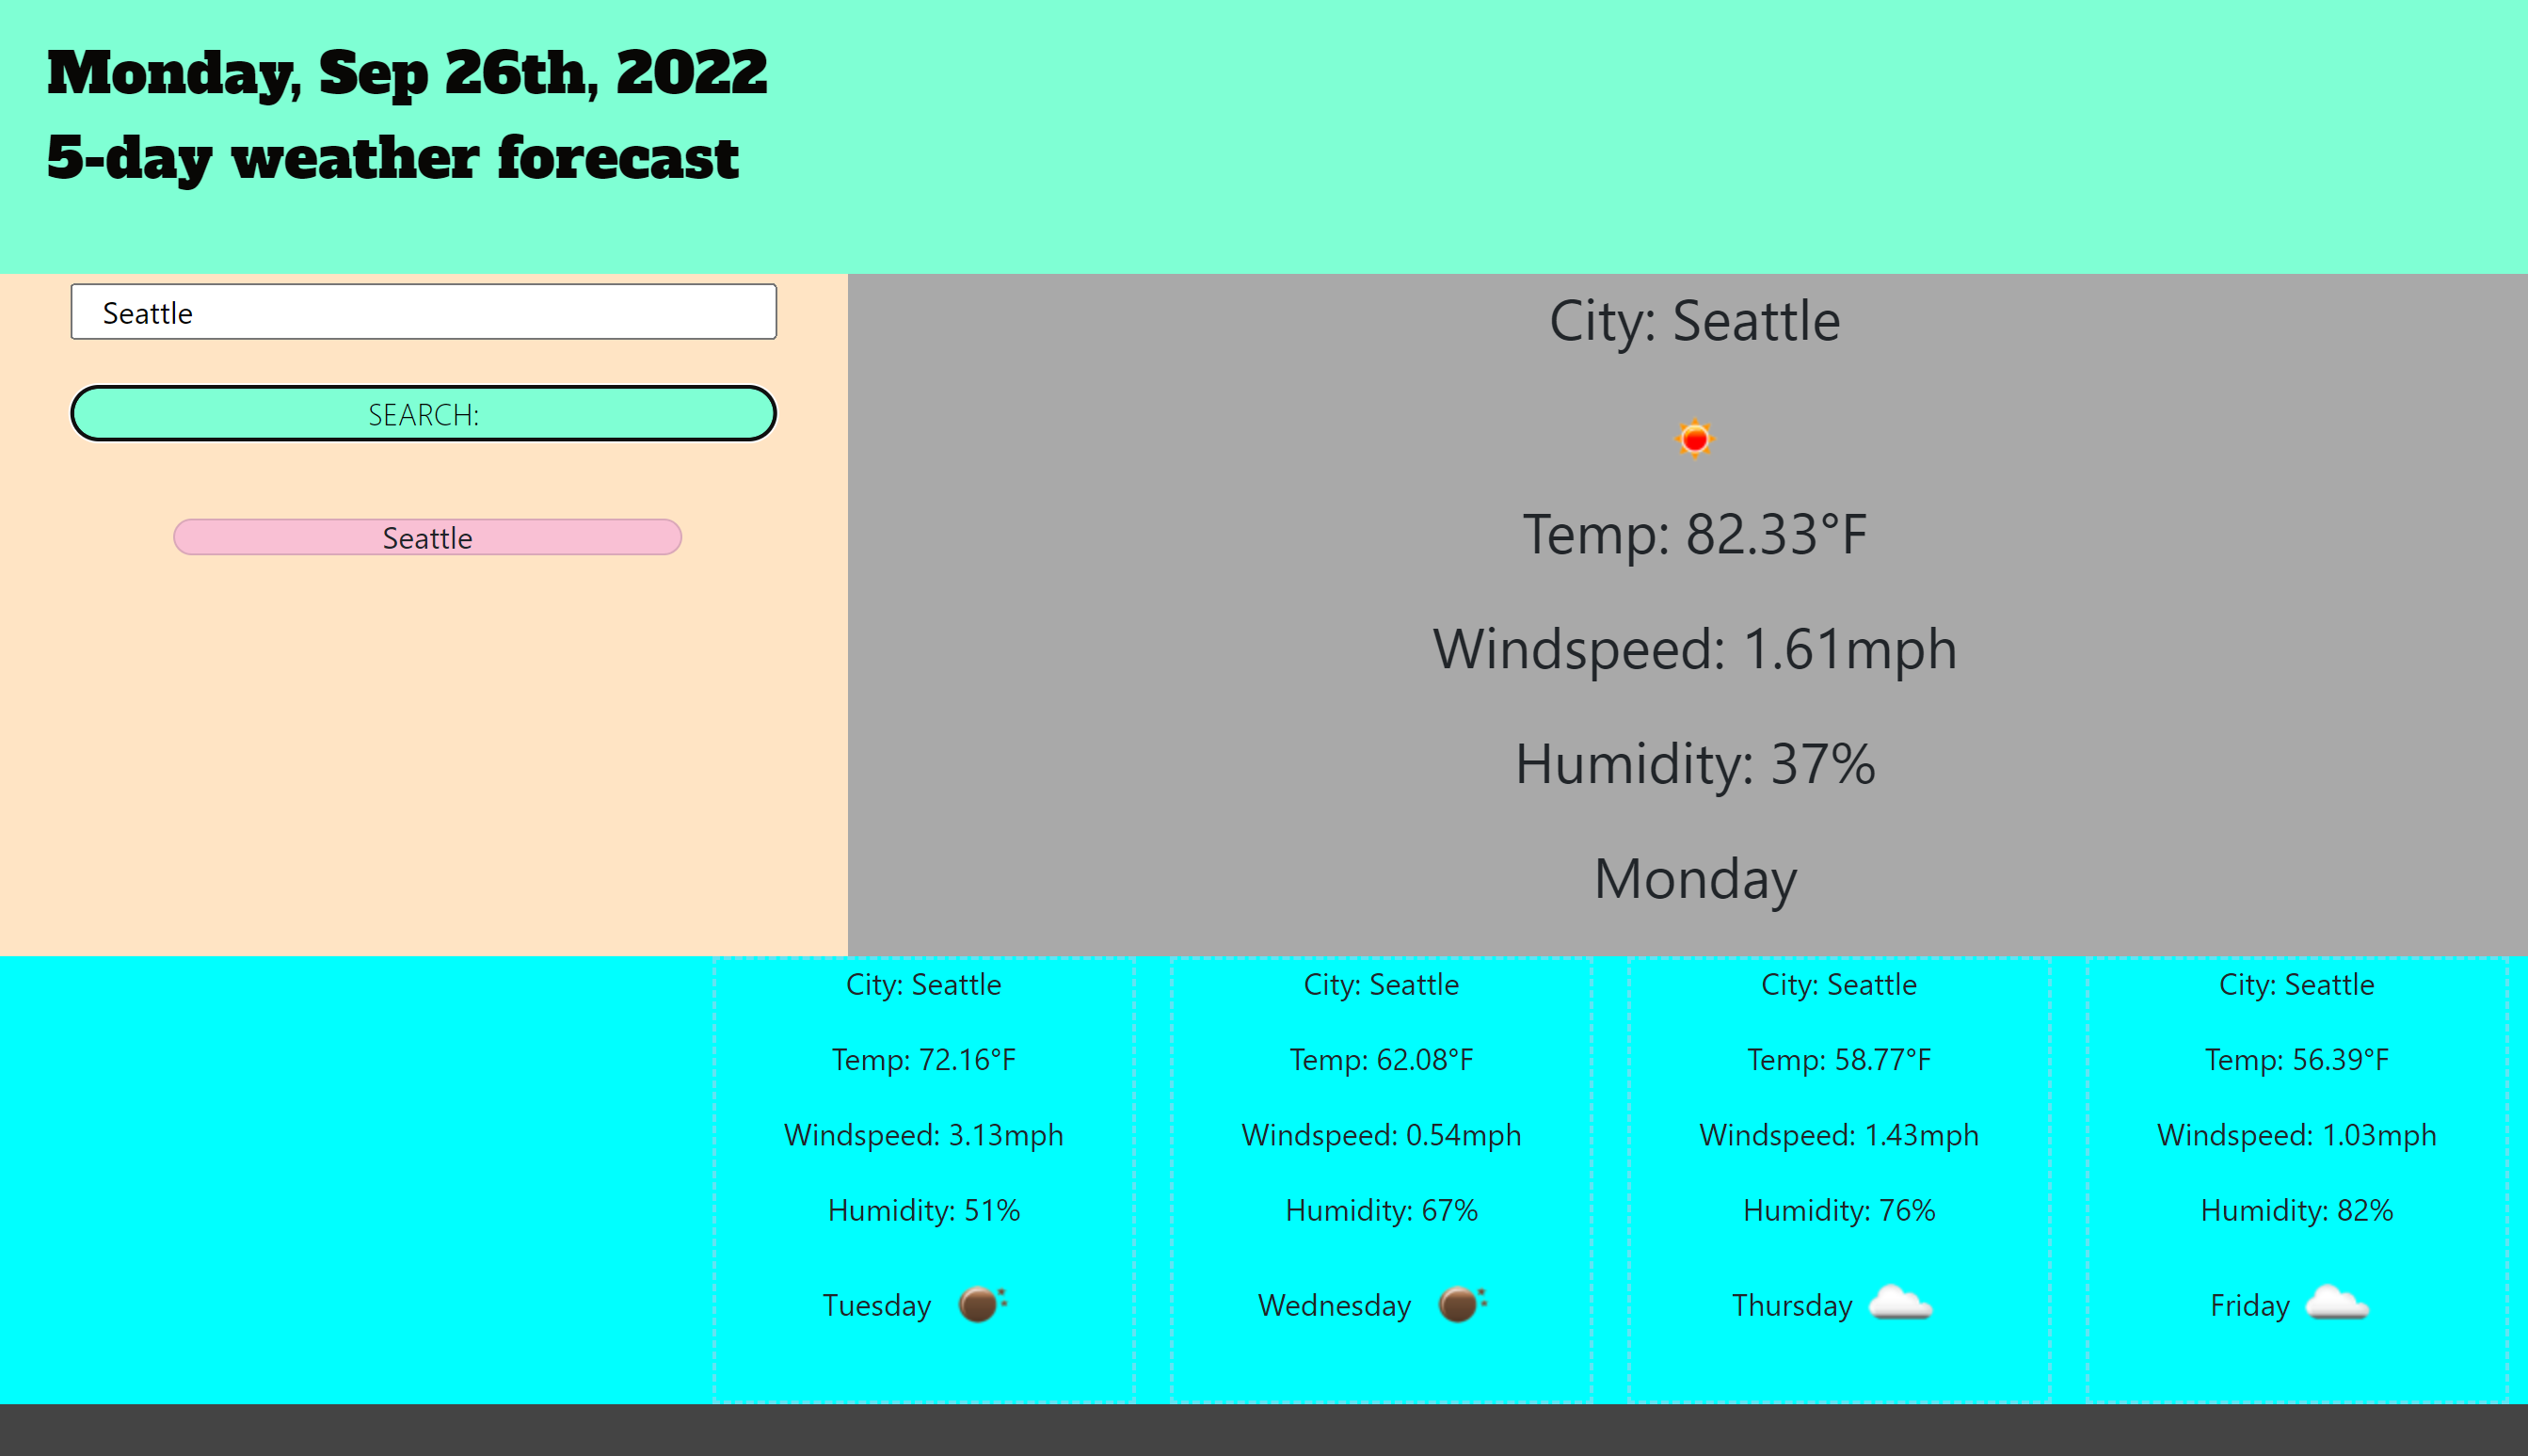 Monday, Sep 26th, 2022
5-day weather forecast
Seattle
SEARCH:
Seattle
City: Seattle
Temp: 82.33°F
Windspeed: 1.61mph
Humidity: 37%
Monday
City: Seattle
Temp: 72.16°F
Windspeed: 3.13mph
Humidity: 51%
Tuesday
City: Seattle
Temp: 62.08°F
Windspeed: 0.54mph
Humidity: 67%
Wednesday
City: Seattle
Temp: 58.77°F
Windspeed: 1.43mph
Humidity: 76%
Thursday
City: Seattle
Temp: 56.39°F
Windspeed: 1.03mph
Humidity: 82%
Friday